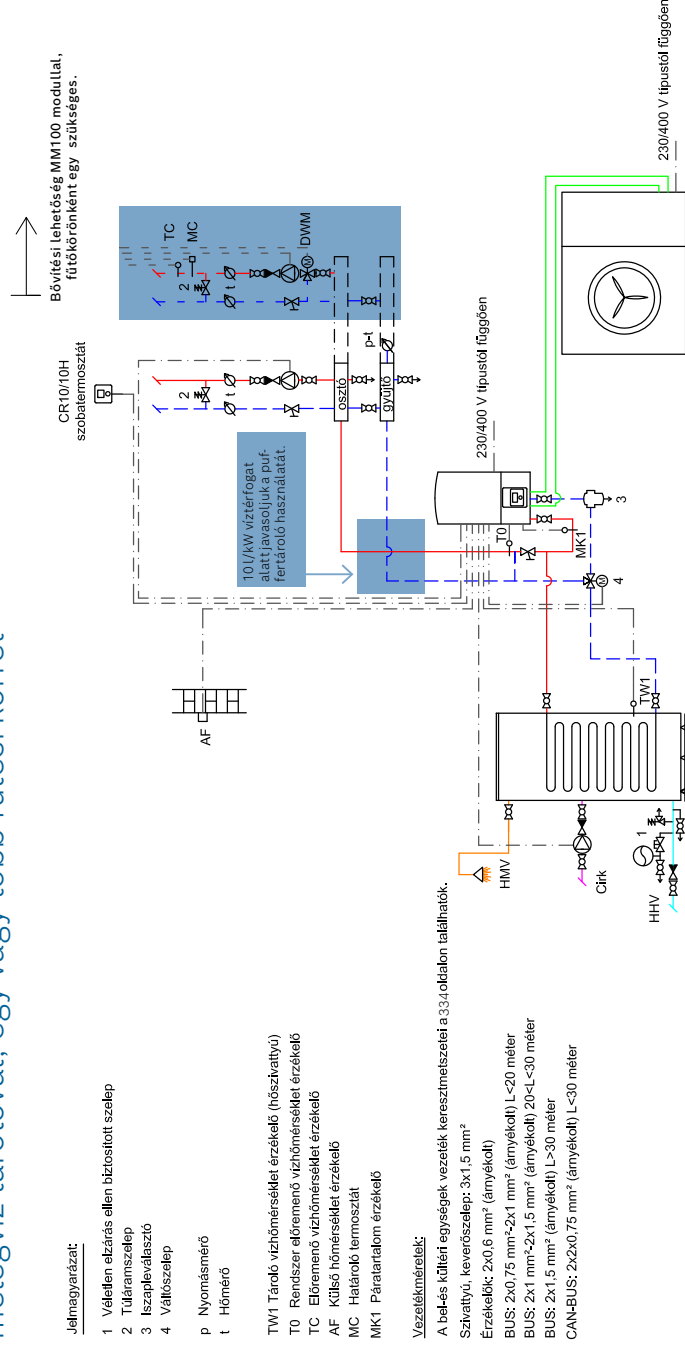 melegvíz-tárolóval, egy vagy több fűtési körrel
Jelmagyarázat:
1 Véletlen elzárás ellen biztosított szelep
2 Túláramszelep
3 Iszapleválasztó
4 Váltószelep
p Nyomásmérő
t Hőmérő
TW1 Tároló vízhőmérséklet érzékelő (hőszivattyú)
T0 Rendszer előremenő vízhőmérséklet érzékelő
TC Előremenő vízhőmérséklet érzékelő
AF Külső hőmérséklet érzékelő
MC Határoló termosztát
MK1 Páratartalom érzékelő
Vezetékméretek:
A bel-és kültéri egységek vezeték keresztmetszetei a 334 oldalon találhatók.
Szivattyú, keverőszelep: 3x1,5 mm²
Érzékelők: 2x0,6 mm² (árnyékolt)
BUS: 2x0,75 mm²-2x1 mm² (árnyékolt) L<20 méter
BUS: 2x1 mm²-2x1,5 mm² (árnyékolt) 20<L<30 méter
BUS: 2x1,5 mm² (árnyékolt) L>30 méter
CAN-BUS: 2x2x0,75 mm² (árnyékolt) L<30 méter
Bővítési lehetőség MM100 modullal,
fűtőkörönként egy szükséges.
CR10/10H
szobatermosztát
TC
MC
2
t
DWM
M
2
t
osztó
gyűjtő
p-t
10 l/kW víztérfogat
alatt javasoljuk a puf-
fertároló használatát.
AF
230/400 V típustól függően
T0
MK1
3
4
M
TW1
HMV
Cirk
1
HHV
230/400 V típustól függően